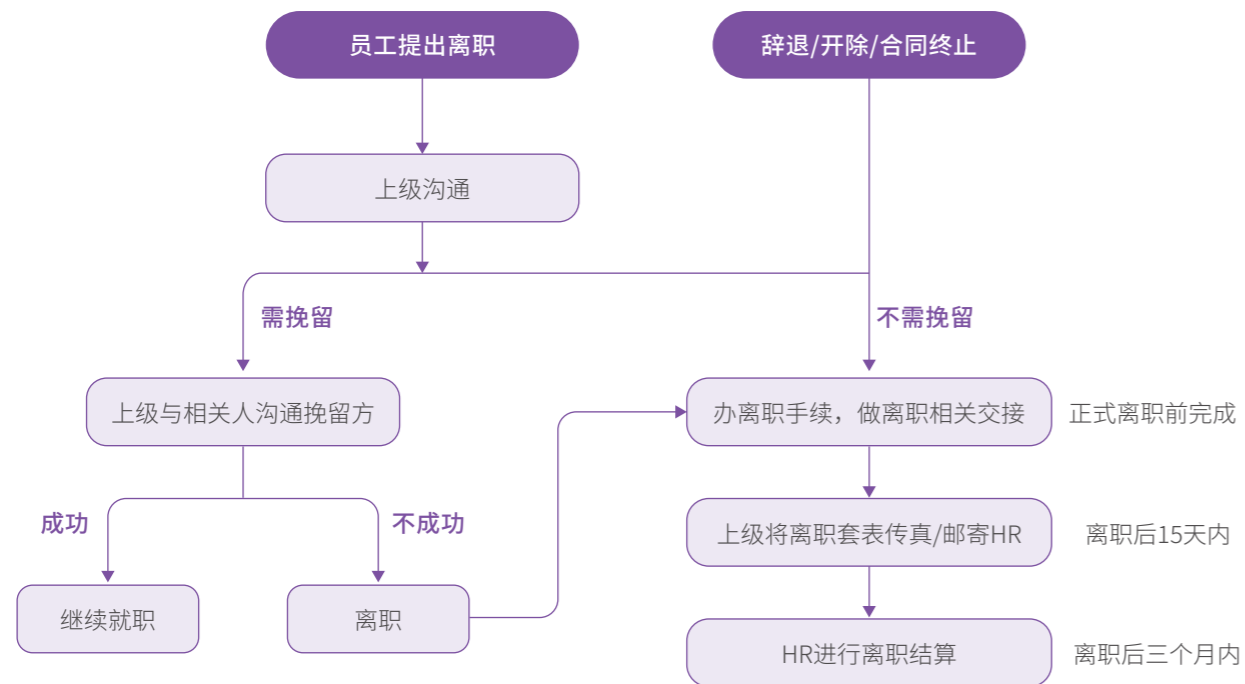 员工提出离职
辞退/开除/合同终止
上级沟通
需挽留
不需挽留
上级与相关人沟通挽留方
办离职手续，做离职相关交接
正式离职前完成
成功
不成功
上级将离职套表传真/邮寄HR
离职后15天内
继续就职
离职
HR进行离职结算
离职后三个月内